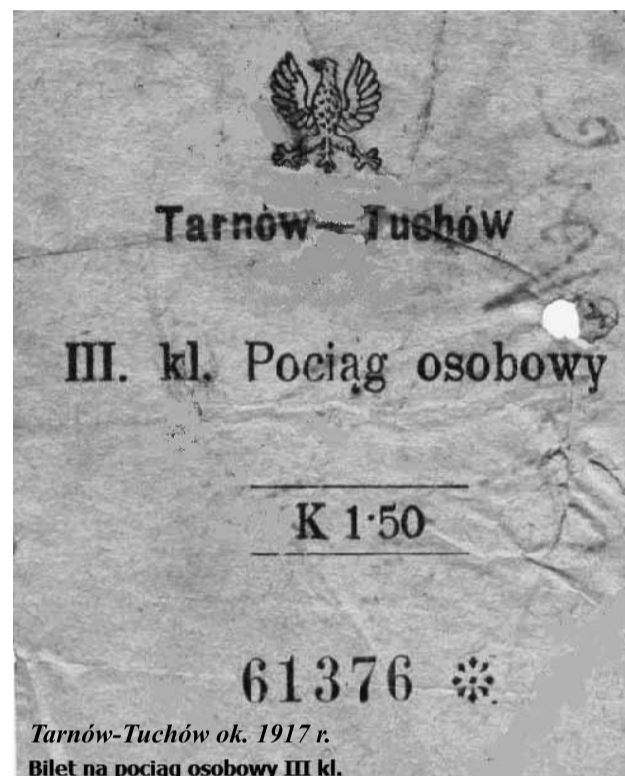 Tarnów—Tuchów
III. kl. Pociąg osobowy
K 1·50
61376 ❊
Tarnów-Tuchów ok. 1917 r.
Bilet na pociąg osobowy III kl.